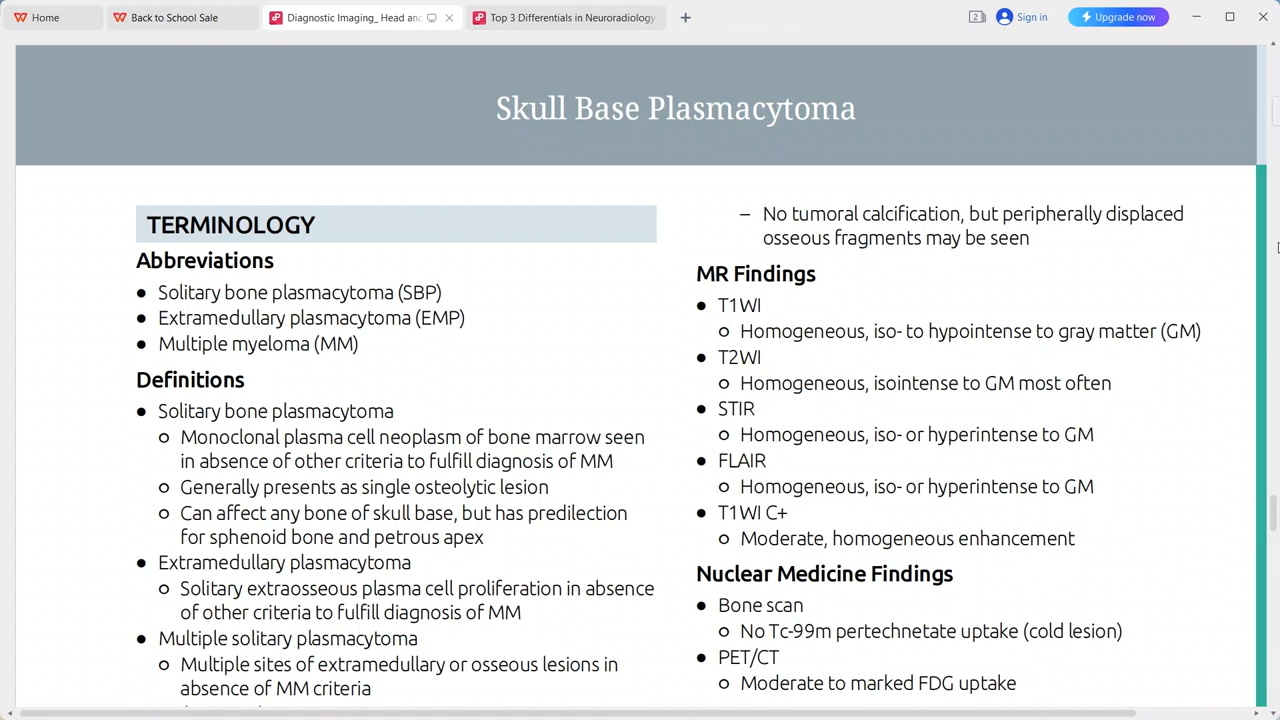 Home
Back to School Sale
Diagnostic Imaging_ Head and
Top 3 Differentials in Neuroradiology
2
Sign in
Upgrade now
Skull Base Plasmacytoma
TERMINOLOGY
Abbreviations
● Solitary bone plasmacytoma (SBP)
● Extramedullary plasmacytoma (EMP)
● Multiple myeloma (MM)
Definitions
● Solitary bone plasmacytoma
○ Monoclonal plasma cell neoplasm of bone marrow seen
in absence of other criteria to fulfill diagnosis of MM
○ Generally presents as single osteolytic lesion
○ Can affect any bone of skull base, but has predilection
for sphenoid bone and petrous apex
● Extramedullary plasmacytoma
○ Solitary extraosseous plasma cell proliferation in absence
of other criteria to fulfill diagnosis of MM
● Multiple solitary plasmacytoma
○ Multiple sites of extramedullary or osseous lesions in
absence of MM criteria
– No tumoral calcification, but peripherally displaced
osseous fragments may be seen
MR Findings
● T1WI
○ Homogeneous, iso- to hypointense to gray matter (GM)
● T2WI
○ Homogeneous, isointense to GM most often
● STIR
○ Homogeneous, iso- or hyperintense to GM
● FLAIR
○ Homogeneous, iso- or hyperintense to GM
● T1WI C+
○ Moderate, homogeneous enhancement
Nuclear Medicine Findings
● Bone scan
○ No Tc-99m pertechnetate uptake (cold lesion)
● PET/CT
○ Moderate to marked FDG uptake